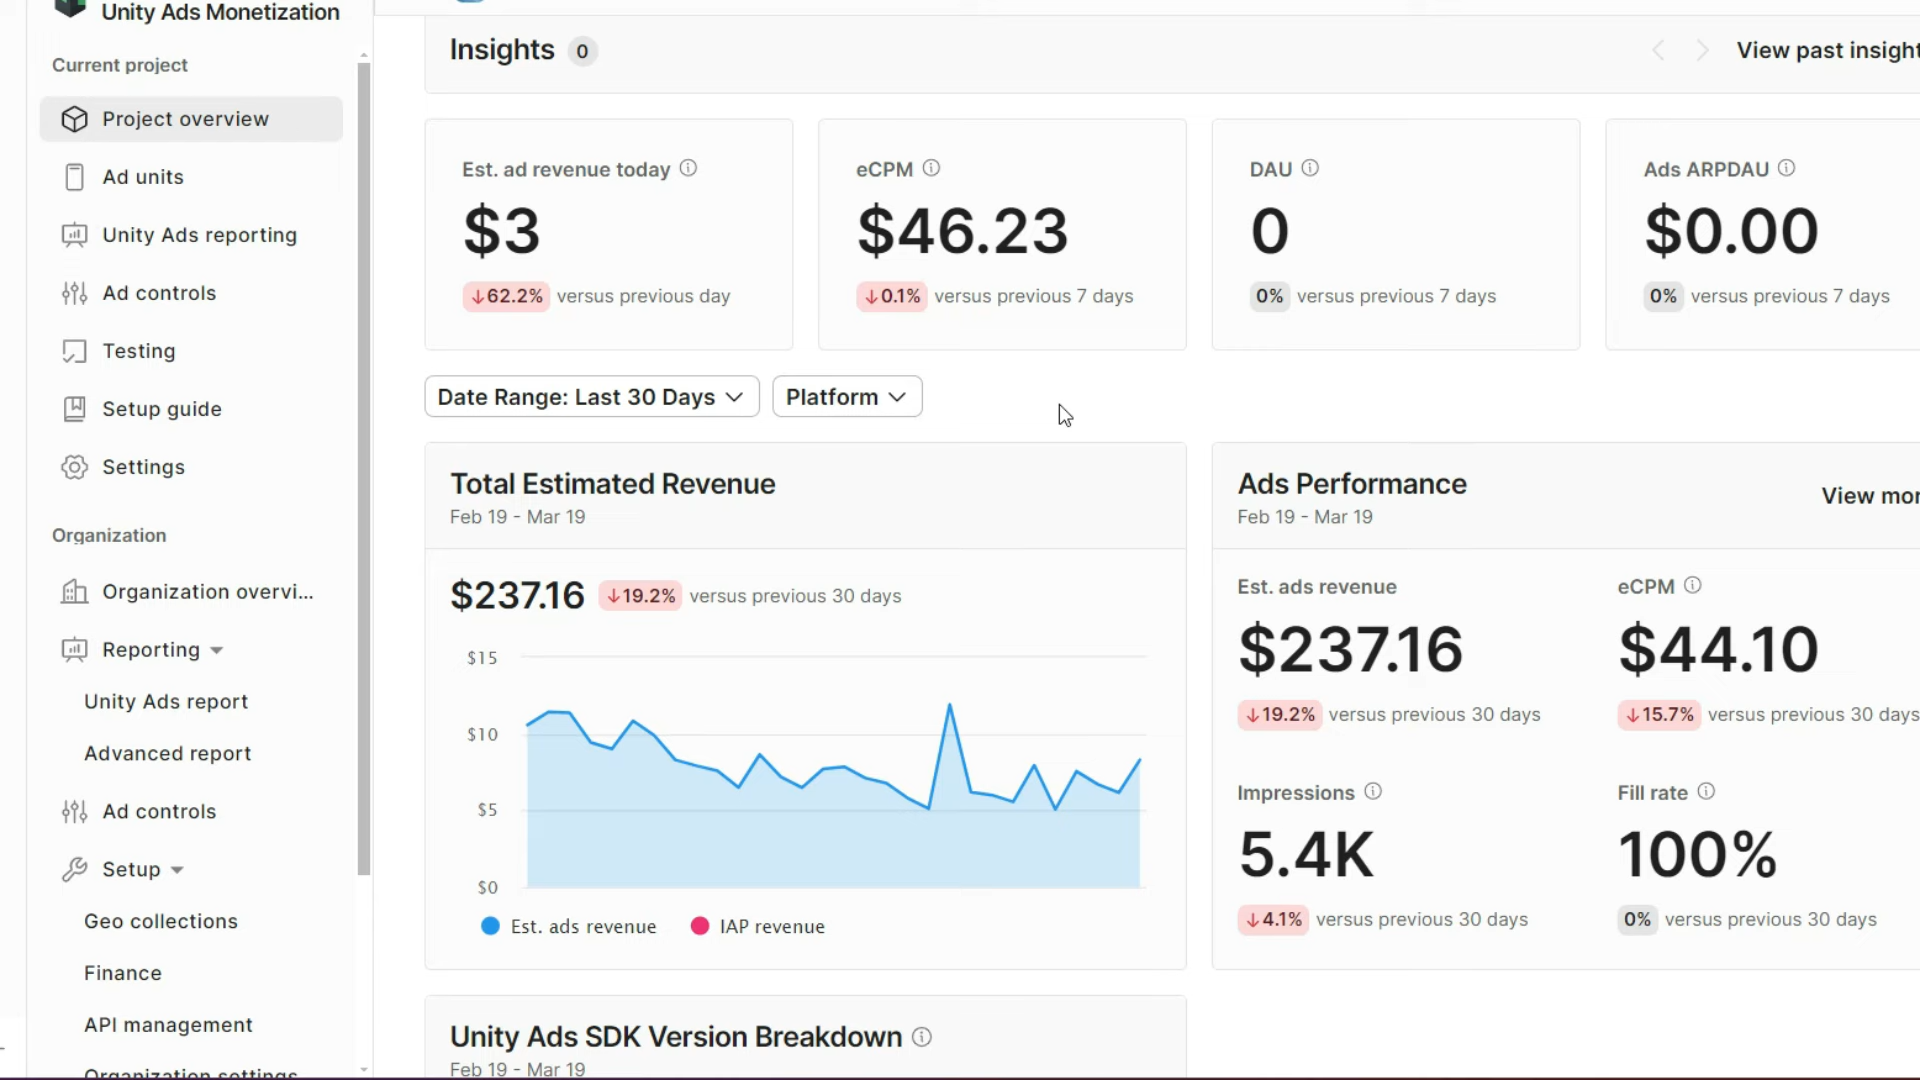 Unity Ads Monetization
Current project
Project overview
Ad units
Unity Ads reporting
Ad controls
Testing
Setup guide
Settings
Organization
Organization overvi...
Reporting
Unity Ads report
Advanced report
Ad controls
Setup
Geo collections
Finance
API management
Organization settings
Insights 0
View past insight
Est. ad revenue today
$3
↓62.2% versus previous day
eCPM
$46.23
↓0.1% versus previous 7 days
DAU
0
0% versus previous 7 days
Ads ARPDAU
$0.00
0% versus previous 7 days
Date Range: Last 30 Days
Platform
Total Estimated Revenue
Feb 19 - Mar 19
$237.16 ↓19.2% versus previous 30 days
$15
$10
$5
$0
Est. ads revenue
IAP revenue
Ads Performance
Feb 19 - Mar 19
View mor
Est. ads revenue
$237.16
↓19.2% versus previous 30 days
eCPM
$44.10
↓15.7% versus previous 30 days
Impressions
5.4K
↓4.1% versus previous 30 days
Fill rate
100%
0% versus previous 30 days
Unity Ads SDK Version Breakdown
Feb 19 - Mar 19